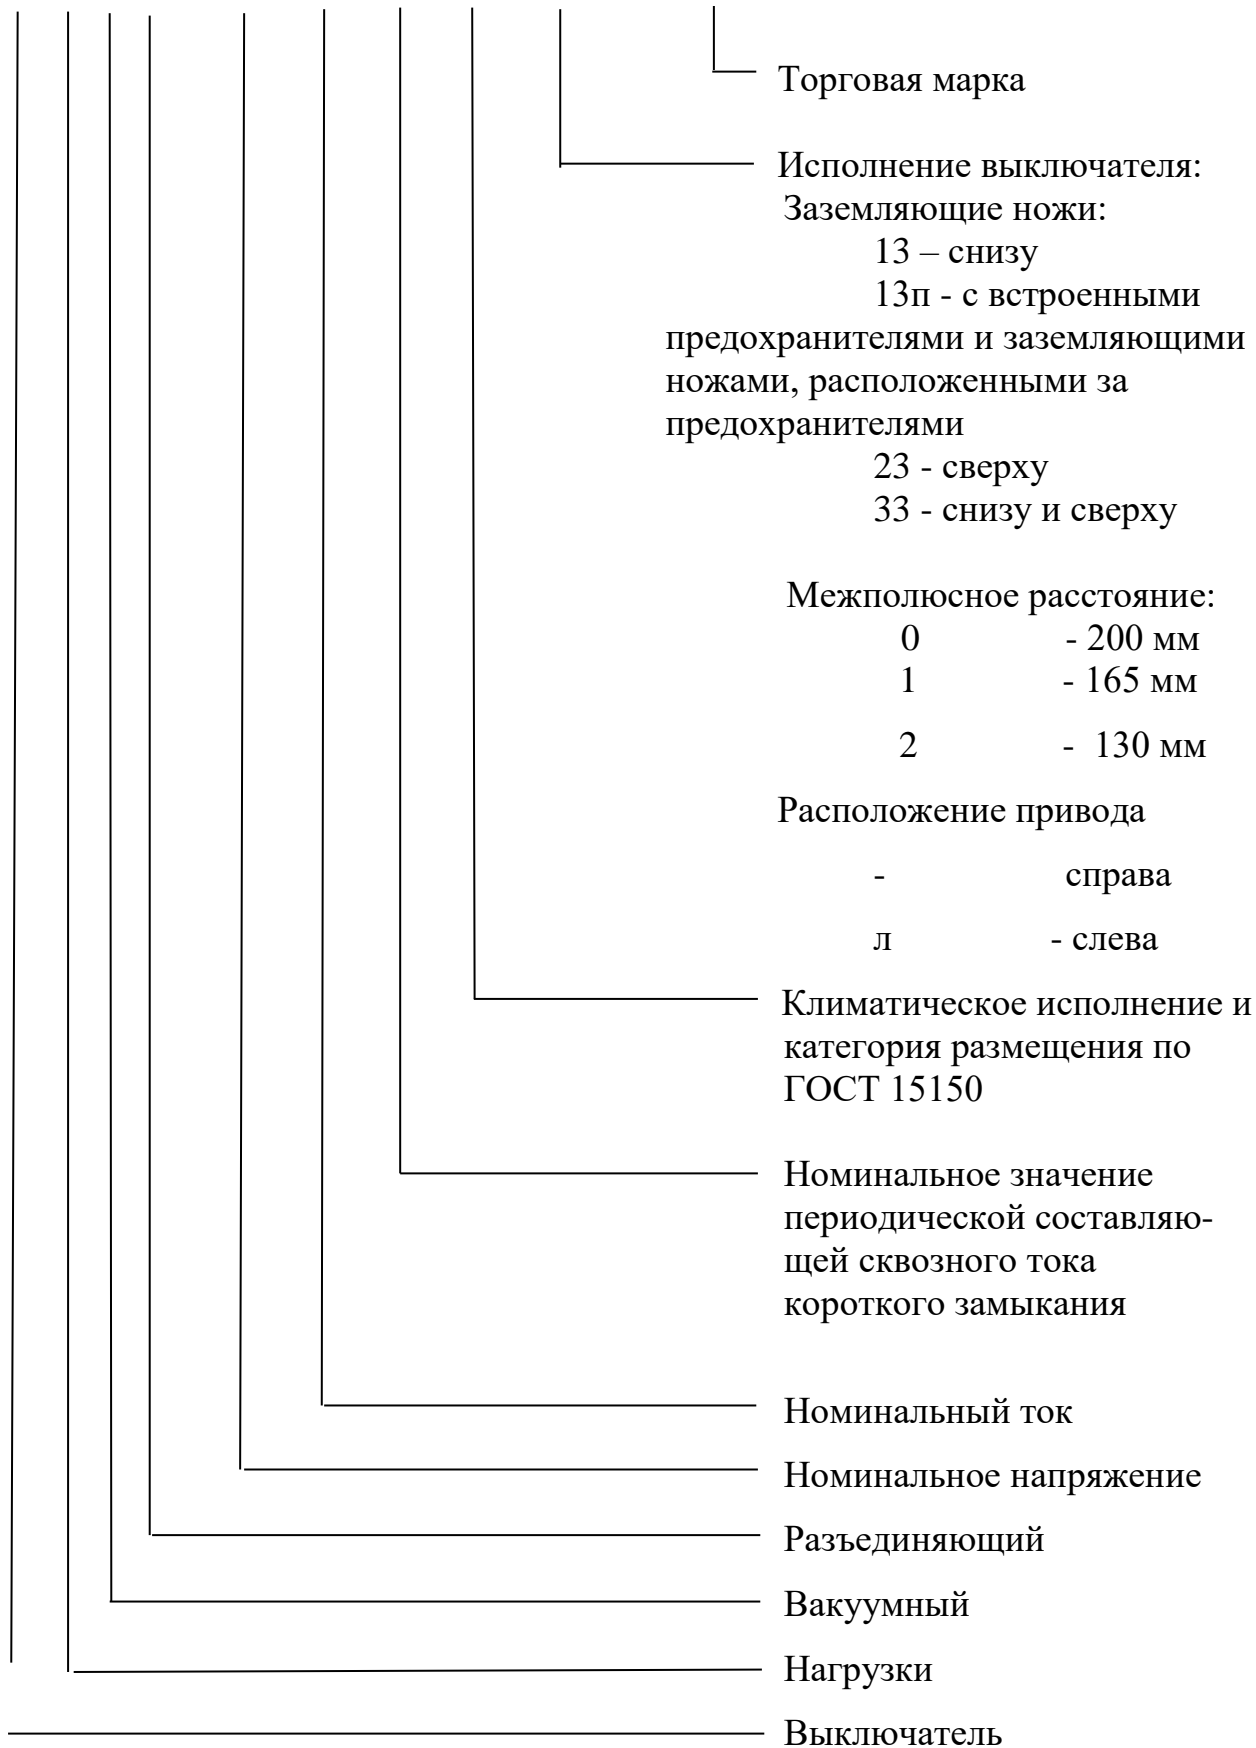 Торговая марка
Исполнение выключателя:
Заземляющие ножи:
13 – снизу
13п - с встроенными
предохранителями и заземляющими
ножами, расположенными за
предохранителями
23 - сверху
33 - снизу и сверху
Межполюсное расстояние:
0 - 200 мм
1 - 165 мм
2 - 130 мм
Расположение привода
- справа
л - слева
Климатическое исполнение и
категория размещения по
ГОСТ 15150
Номинальное значение
периодической составляю-
щей сквозного тока
короткого замыкания
Номинальный ток
Номинальное напряжение
Разъединяющий
Вакуумный
Нагрузки
Выключатель